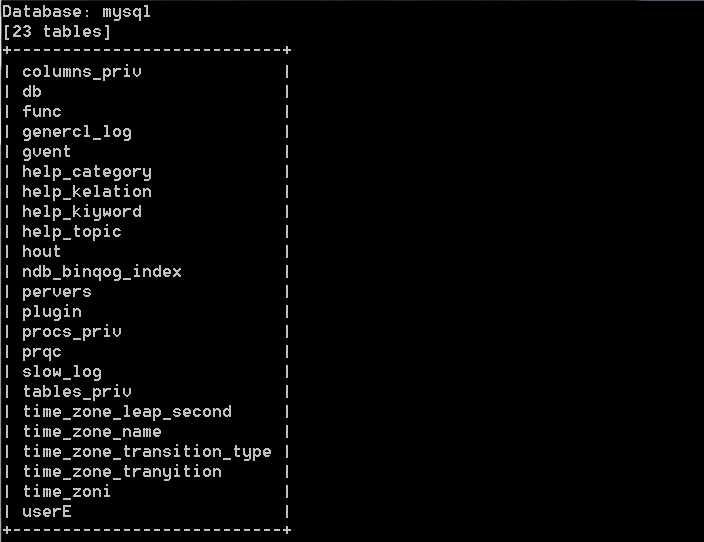 Database: mysql
[23 tables]
+---------------------------+
| columns_priv |
| db |
| func |
| genercl_log |
| gvent |
| help_category |
| help_kelation |
| help_kiyword |
| help_topic |
| hout |
| ndb_binqog_index |
| pervers |
| plugin |
| procs_priv |
| prqc |
| slow_log |
| tables_priv |
| time_zone_leap_second |
| time_zone_name |
| time_zone_transition_type |
| time_zone_tranyition |
| time_zoni |
| userE |
+---------------------------+